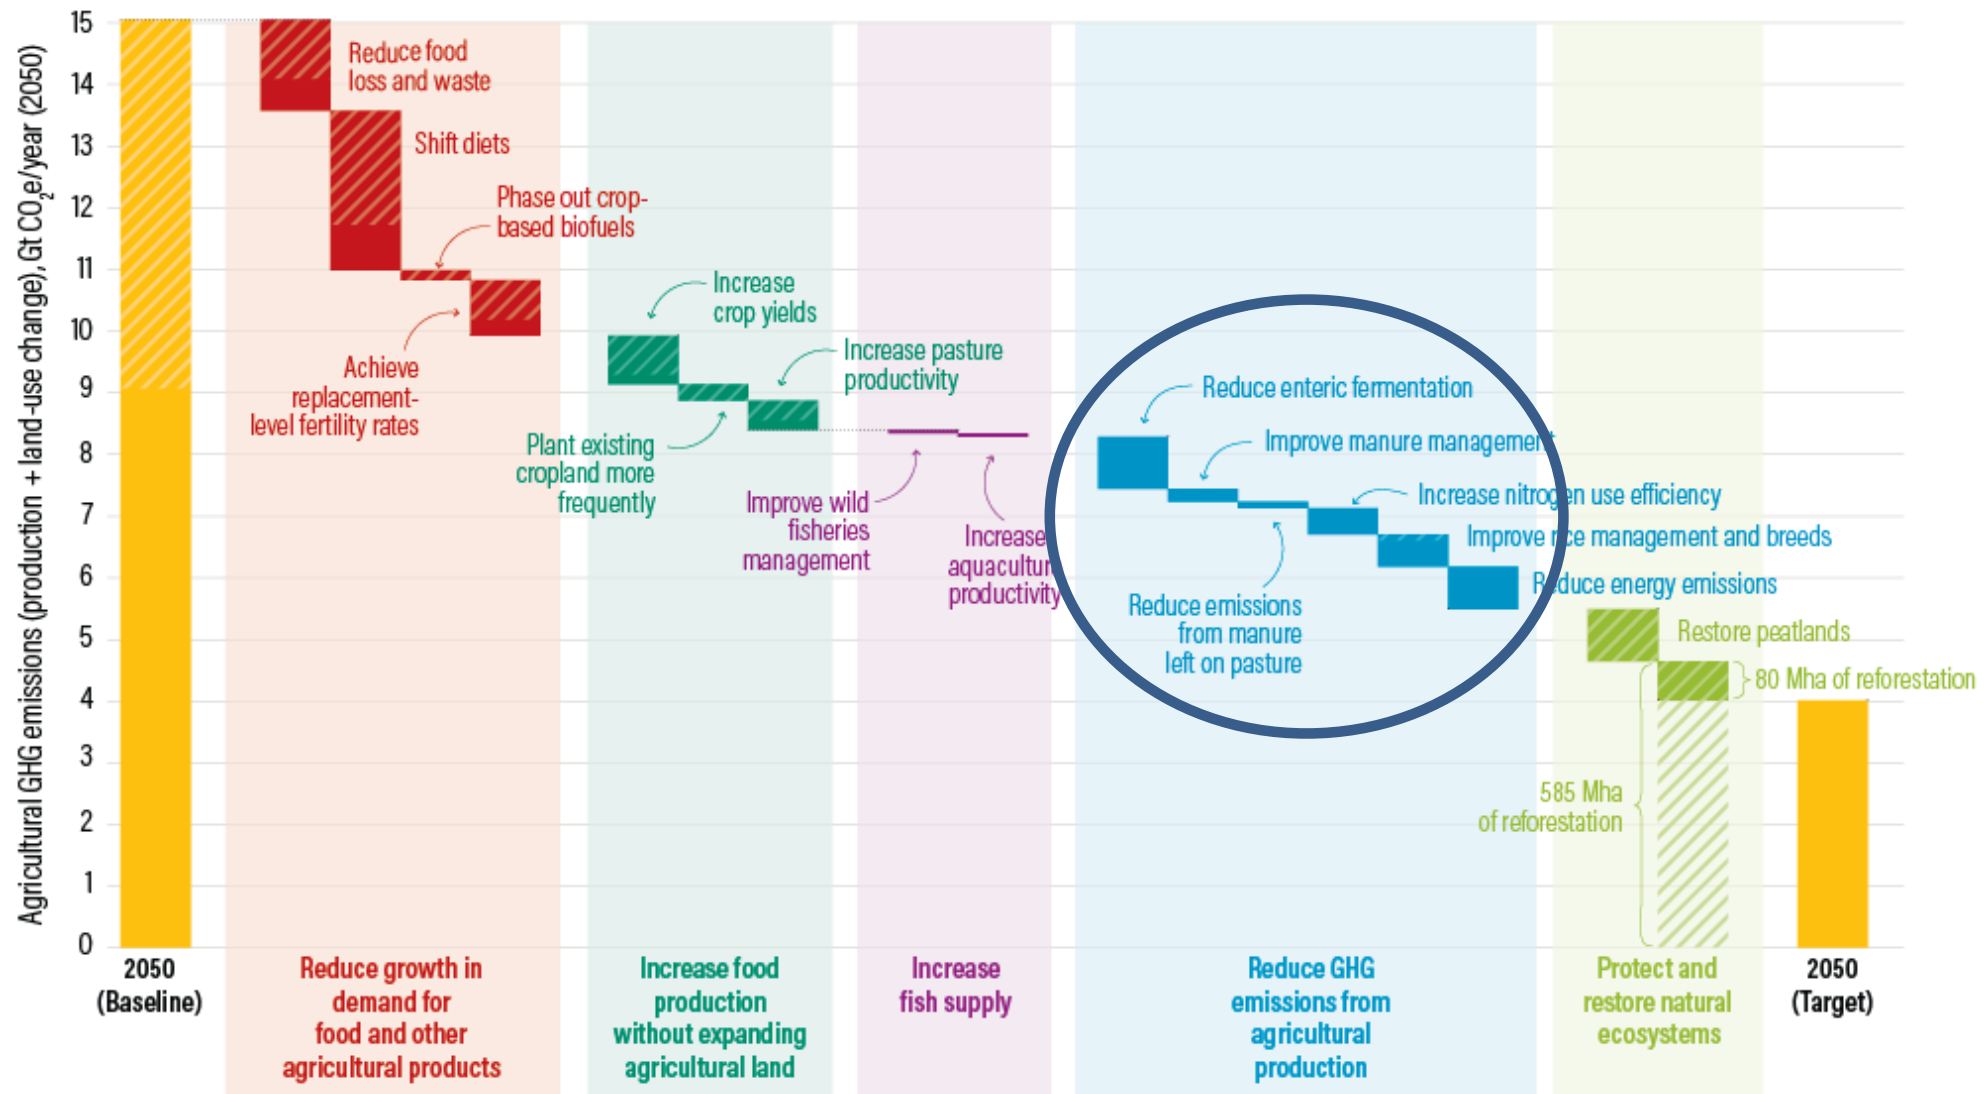 Agricultural GHG emissions (production + land-use change), Gt CO2e/year (2050)
15
14
13
12
11
10
9
8
7
6
5
4
3
2
1
0
Reduce food
loss and waste
Shift diets
Phase out crop-
based biofuels
Achieve
replacement-
level fertility rates
Increase
crop yields
Increase pasture
productivity
Plant existing
cropland more
frequently
Improve wild
fisheries
management
Increase
aquaculture
productivity
Reduce enteric fermentation
Improve manure management
Increase nitrogen use efficiency
Improve rice management and breeds
Reduce energy emissions
Reduce emissions
from manure
left on pasture
Restore peatlands
80 Mha of reforestation
585 Mha
of reforestation
2050
(Baseline)
Reduce growth in
demand for
food and other
agricultural products
Increase food
production
without expanding
agricultural land
Increase
fish supply
Reduce GHG
emissions from
agricultural
production
Protect and
restore natural
ecosystems
2050
(Target)